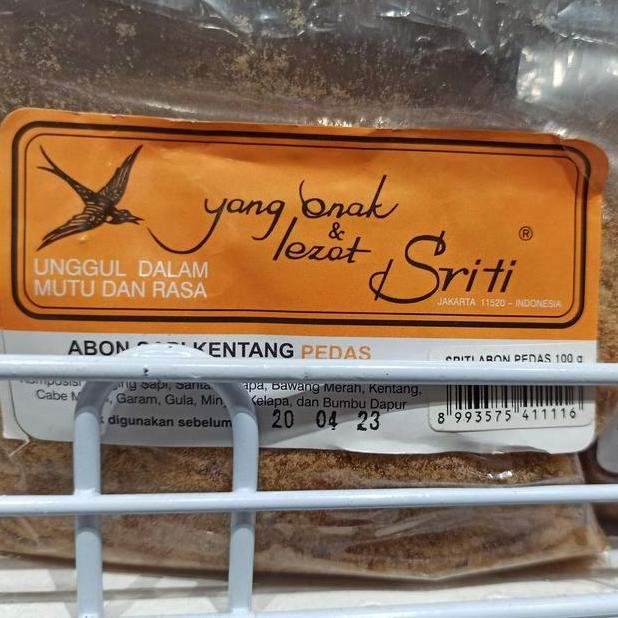 yang enak
&
lezat Sriti ®
UNGGUL DALAM
MUTU DAN RASA
JAKARTA 11520 - INDONESIA
ABON SAPI KENTANG PEDAS
SRITI ABON PEDAS 100 g
Sapi, Bawang Merah, Kentang,
Cabe Garam, Gula, Kelapa, dan Bumbu Dapur
digunakan sebelum 20 04 23
8 993575 411116